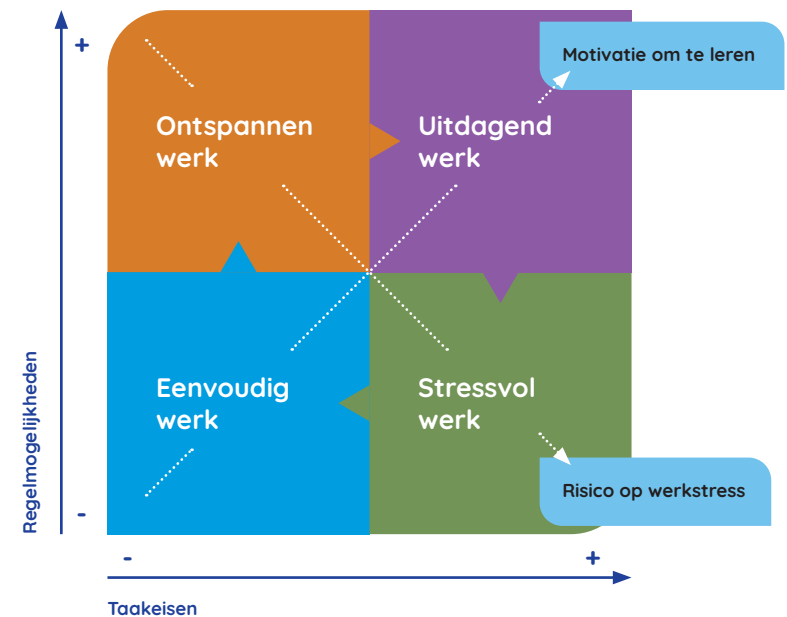 +
Motivatie om te leren
Ontspannen
werk
Uitdagend
werk
Regelmogelijkheden
Eenvoudig
werk
Stressvol
werk
Risico op werkstress
-
-
+
Taakeisen